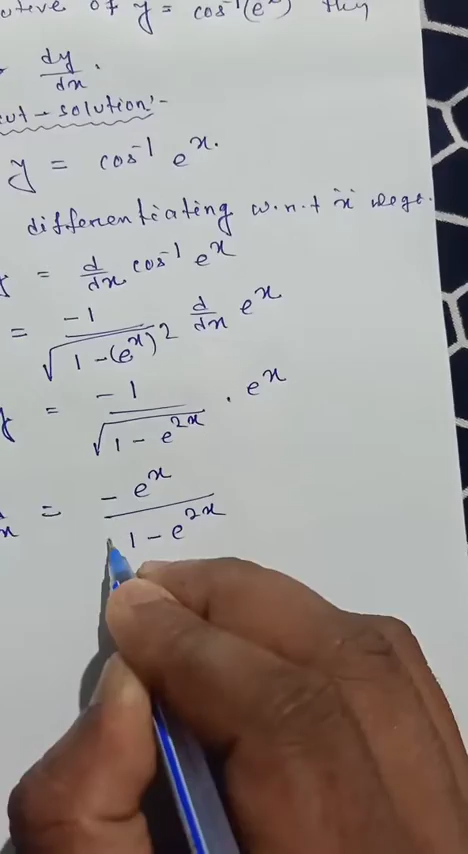 of y = cos⁻¹(eˣ)
dy/dx.
solution:-
y = cos⁻¹ eˣ.
differentiating w.r.t x
= d/dx cos⁻¹ eˣ
= -1/√(1-(eˣ)²) d/dx eˣ
= -1/√(1-e²ˣ) . eˣ
= -eˣ/1-e²ˣ